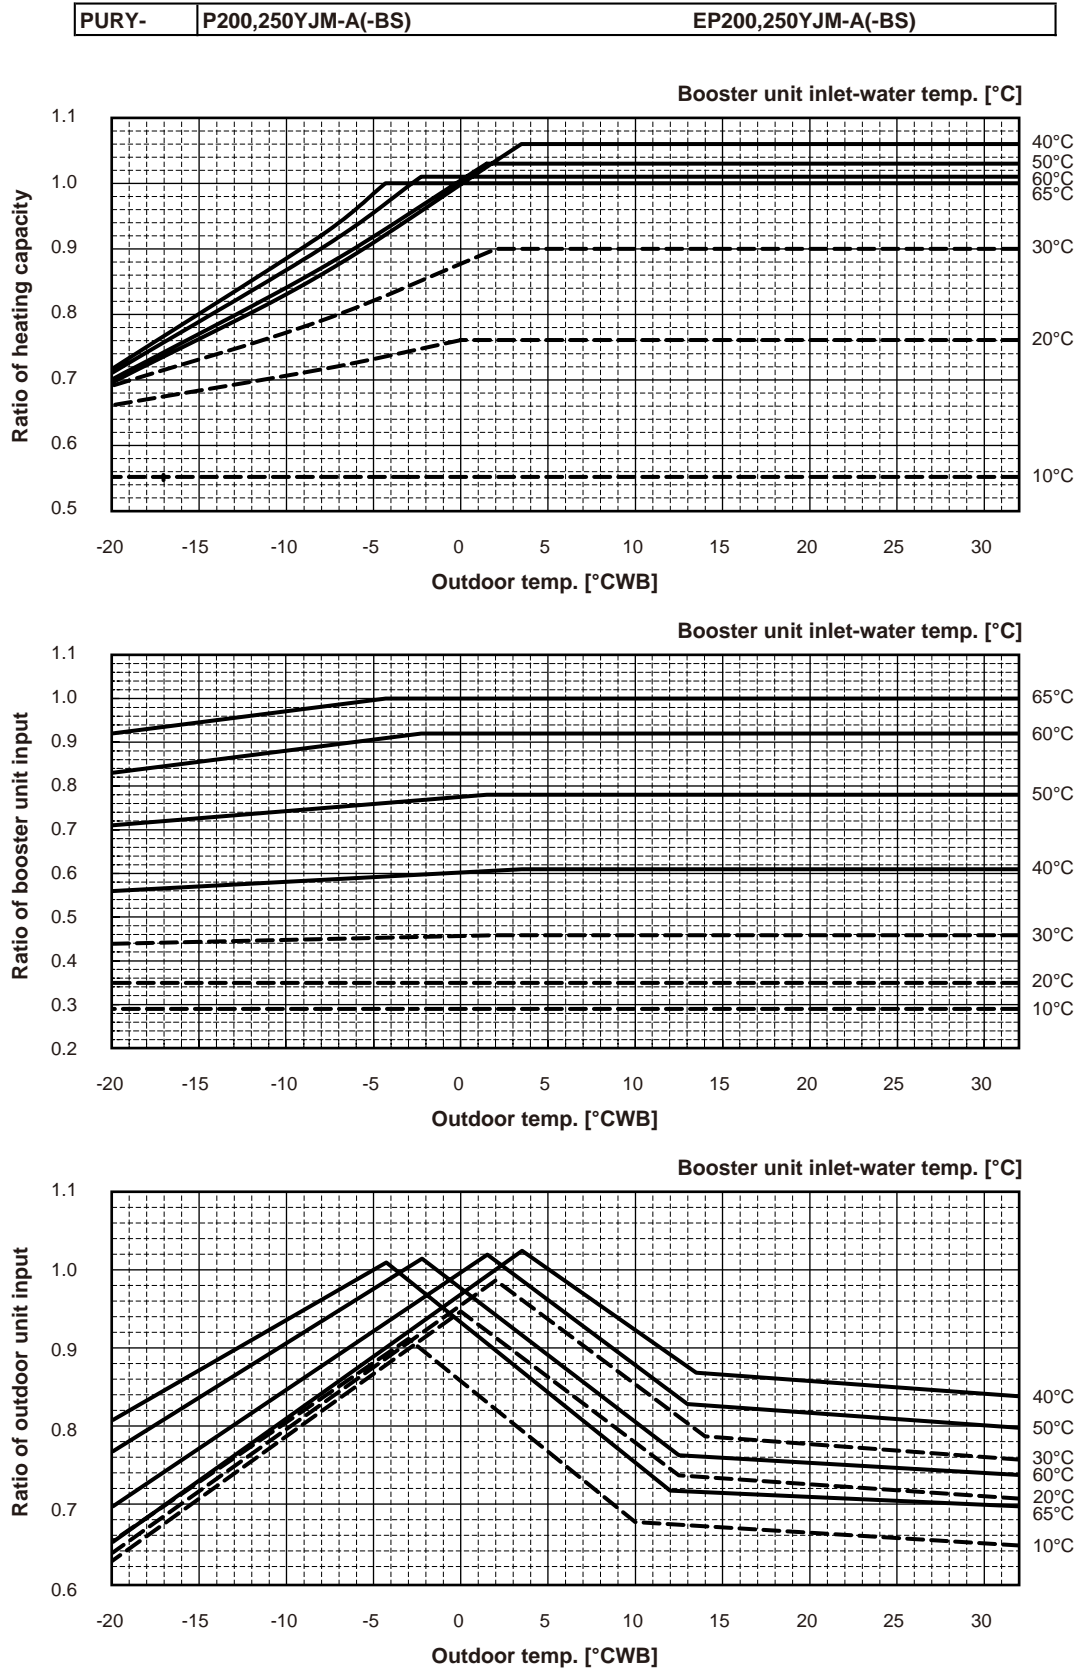 PURY- P200,250YJM-A(-BS) EP200,250YJM-A(-BS)
Booster unit inlet-water temp. [°C]
Ratio of heating capacity
1.1
1.0
0.9
0.8
0.7
0.6
0.5
40°C
50°C
60°C
65°C
30°C
20°C
10°C
-20 -15 -10 -5 0 5 10 15 20 25 30
Outdoor temp. [°CWB]
Booster unit inlet-water temp. [°C]
Ratio of booster unit input
1.1
1.0
0.9
0.8
0.7
0.6
0.5
0.4
0.3
0.2
65°C
60°C
50°C
40°C
30°C
20°C
10°C
-20 -15 -10 -5 0 5 10 15 20 25 30
Outdoor temp. [°CWB]
Booster unit inlet-water temp. [°C]
Ratio of outdoor unit input
1.1
1.0
0.9
0.8
0.7
0.6
40°C
50°C
30°C
60°C
20°C
65°C
10°C
-20 -15 -10 -5 0 5 10 15 20 25 30
Outdoor temp. [°CWB]